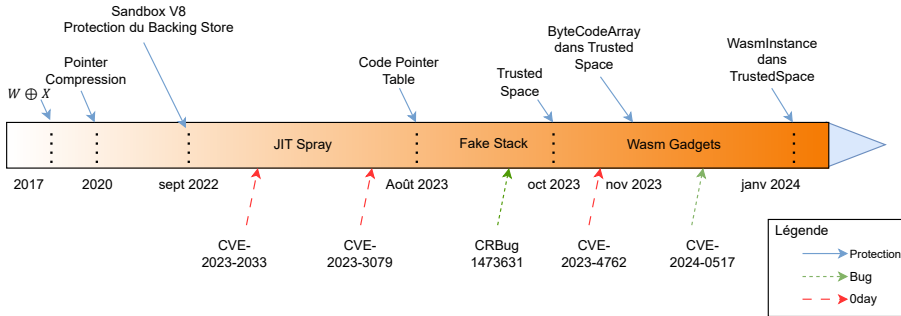 Sandbox V8
Protection du Backing Store
ByteCodeArray
dans Trusted
Space
WasmInstance
dans
TrustedSpace
Pointer
Compression
Code Pointer
Table
Trusted
Space
W ⊕ X
JIT Spray
Fake Stack
Wasm Gadgets
2017
2020
sept 2022
Août 2023
oct 2023
nov 2023
janv 2024
CVE-
2023-2033
CVE-
2023-3079
CRBug
1473631
CVE-
2023-4762
CVE-
2024-0517
Légende
Protection
Bug
0day